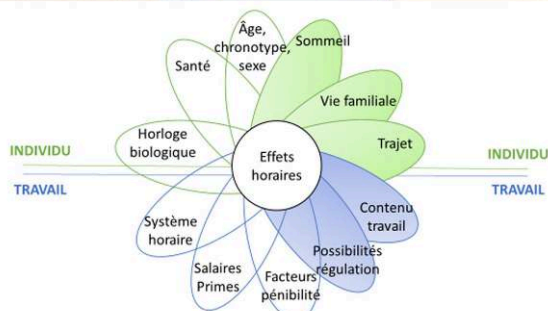 Âge,
chronotype,
sexe
Sommeil
Santé
Vie familiale
Horloge
biologique
Trajet
INDIVIDU
INDIVIDU
Effets
horaires
TRAVAIL
TRAVAIL
Contenu
travail
Système
horaire
Possibilités
régulation
Salaires
Primes
Facteurs
pénibilité